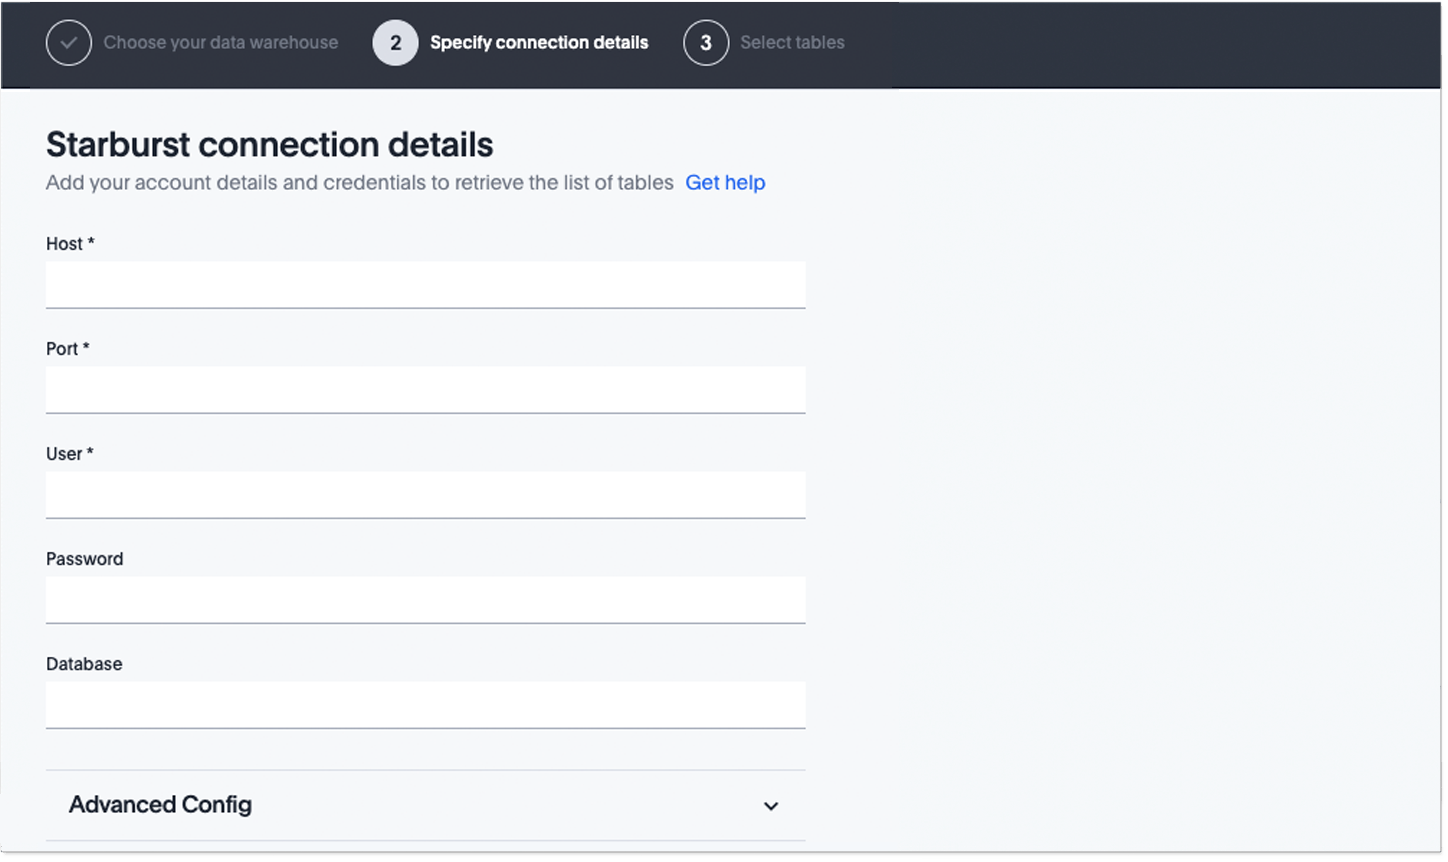 Choose your data warehouse 2 Specify connection details 3 Select tables
Starburst connection details
Add your account details and credentials to retrieve the list of tables Get help
Host *
Port *
User *
Password
Database
Advanced Config